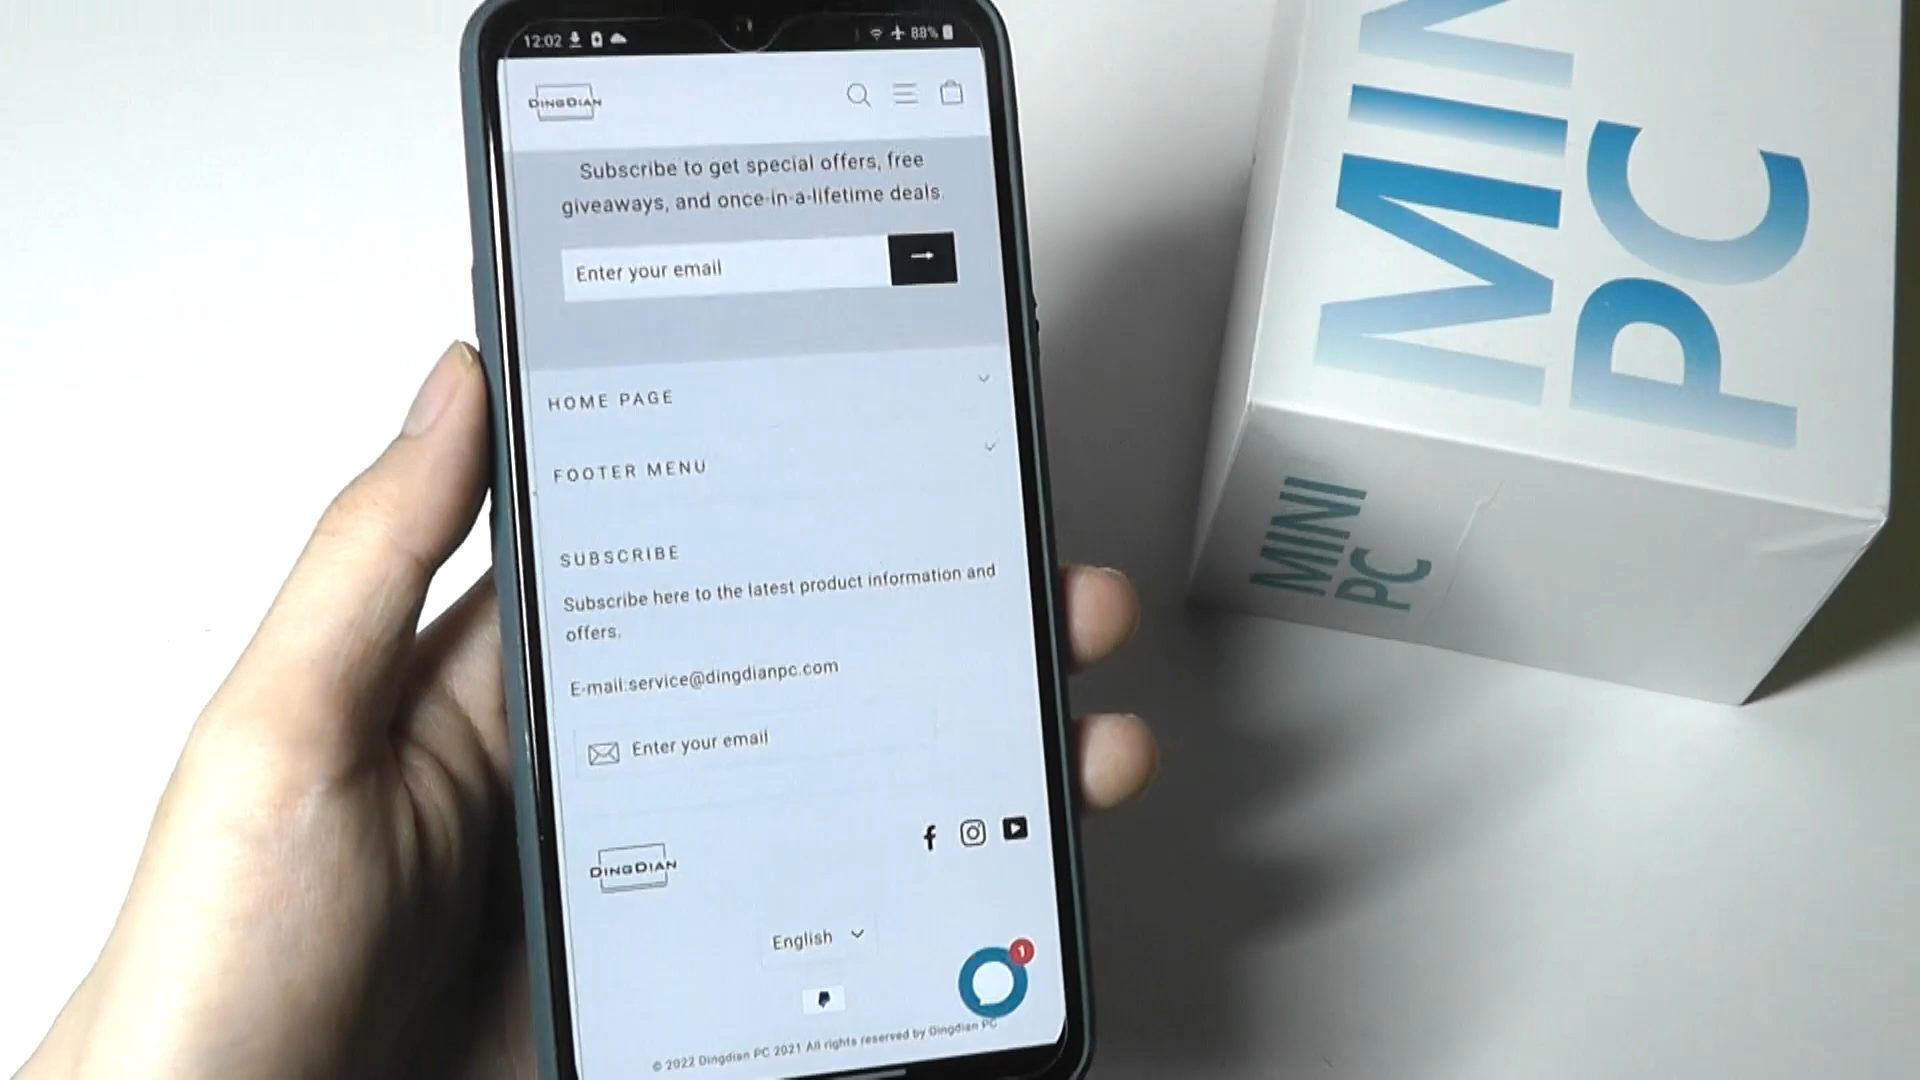 12:02
88%
DINGDIAN
Subscribe to get special offers, free
giveaways, and once-in-a-lifetime deals.
Enter your email
HOME PAGE
FOOTER MENU
SUBSCRIBE
Subscribe here to the latest product information and
offers.
E-mail:service@dingdianpc.com
Enter your email
DINGDIAN
English
1
© 2022 Dingdian PC 2021 All rights reserved by Dingdian PC
MINI
PC
MINI
PC